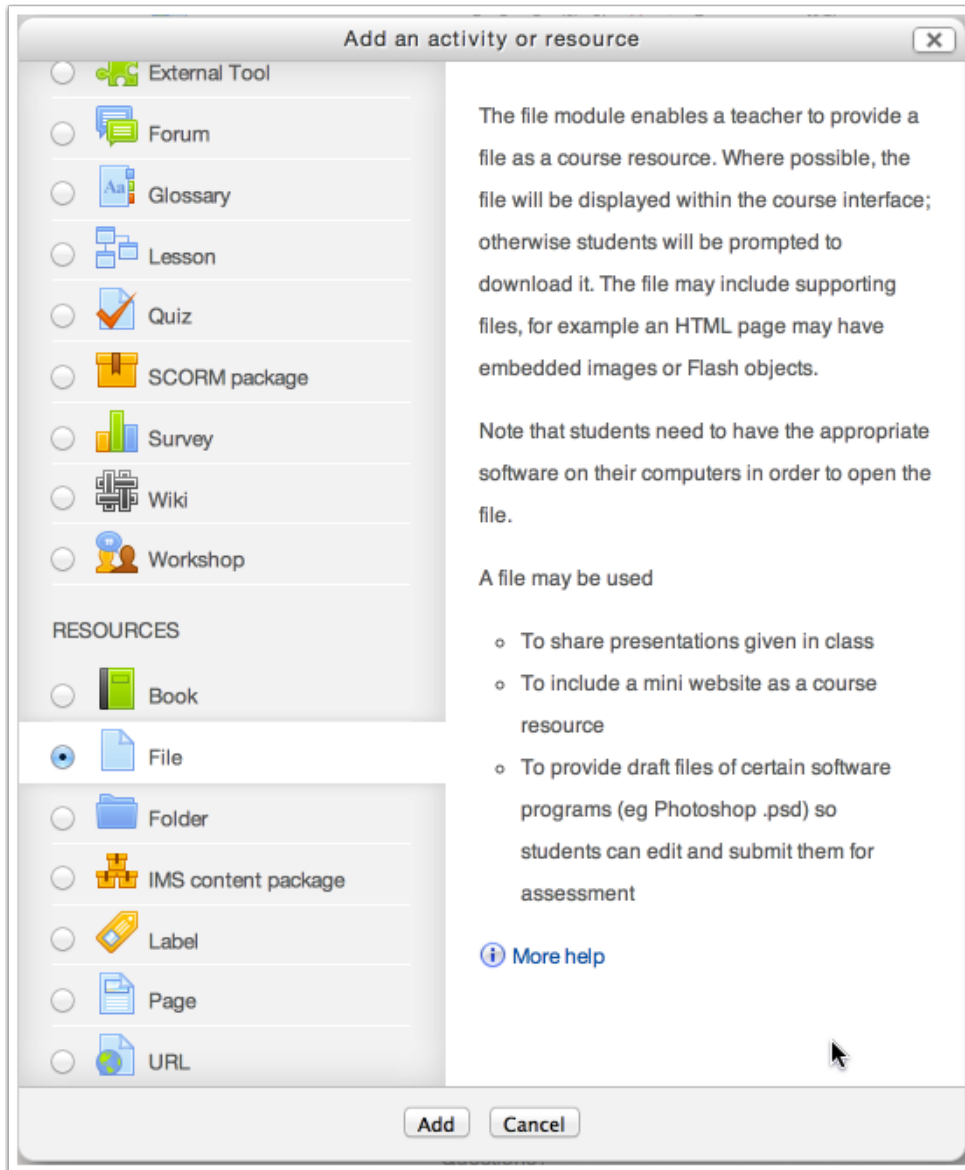 Add an activity or resource
External Tool
Forum
Glossary
Lesson
Quiz
SCORM package
Survey
Wiki
Workshop
RESOURCES
Book
File
Folder
IMS content package
Label
Page
URL
The file module enables a teacher to provide a
file as a course resource. Where possible, the
file will be displayed within the course interface;
otherwise students will be prompted to
download it. The file may include supporting
files, for example an HTML page may have
embedded images or Flash objects.
Note that students need to have the appropriate
software on their computers in order to open the
file.
A file may be used
To share presentations given in class
To include a mini website as a course
resource
To provide draft files of certain software
programs (eg Photoshop .psd) so
students can edit and submit them for
assessment
More help
Add
Cancel